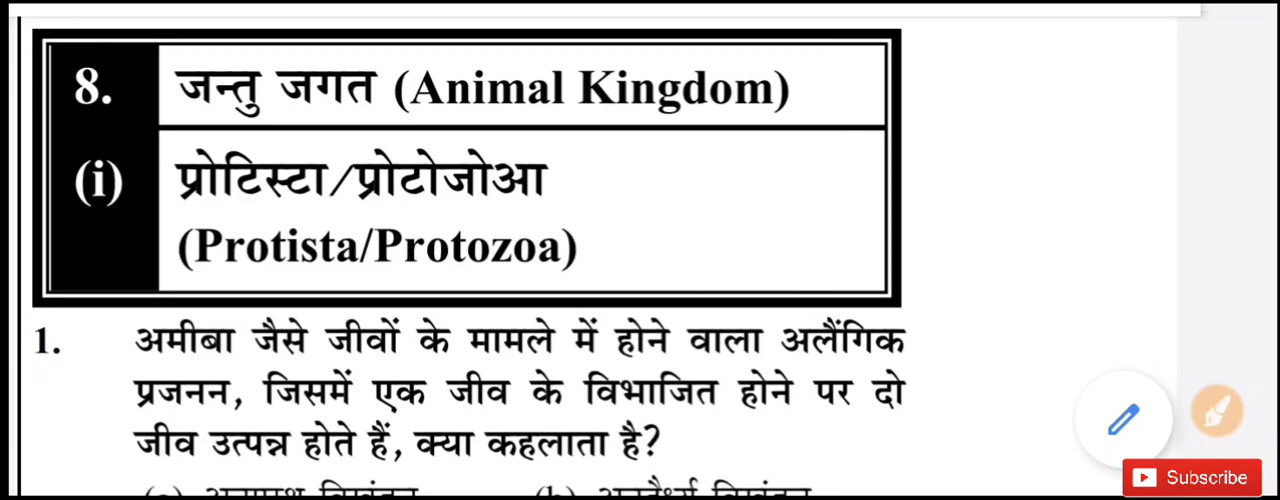 8. जन्तु जगत (Animal Kingdom)
(i) प्रोटिस्टा/प्रोटोजोआ
(Protista/Protozoa)
1. अमीबा जैसे जीवों के मामले में होने वाला अलैंगिक
प्रजनन, जिसमें एक जीव के विभाजित होने पर दो
जीव उत्पन्न होते हैं, क्या कहलाता है?
Subscribe